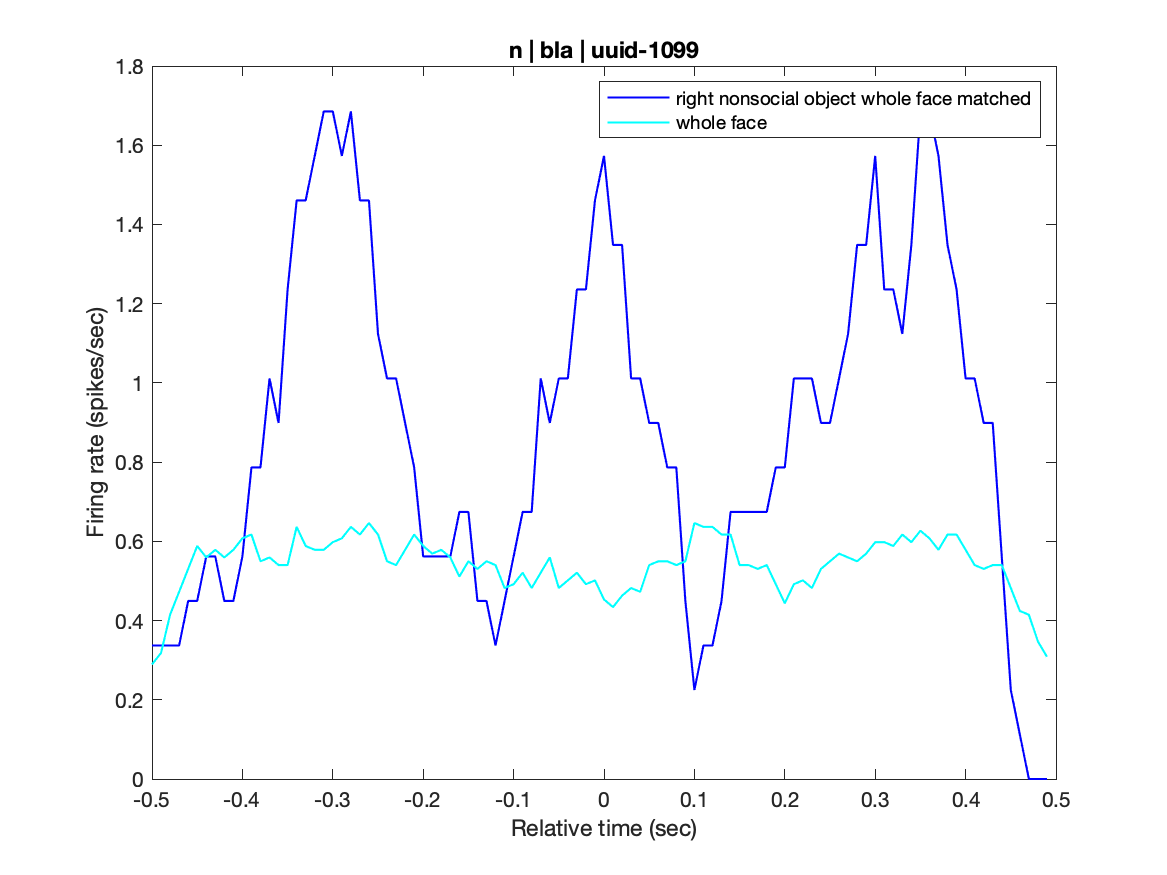 n | bla | uuid-1099
right nonsocial object whole face matched
whole face
Firing rate (spikes/sec)
1.8
1.6
1.4
1.2
1
0.8
0.6
0.4
0.2
0
-0.5 -0.4 -0.3 -0.2 -0.1 0 0.1 0.2 0.3 0.4 0.5
Relative time (sec)